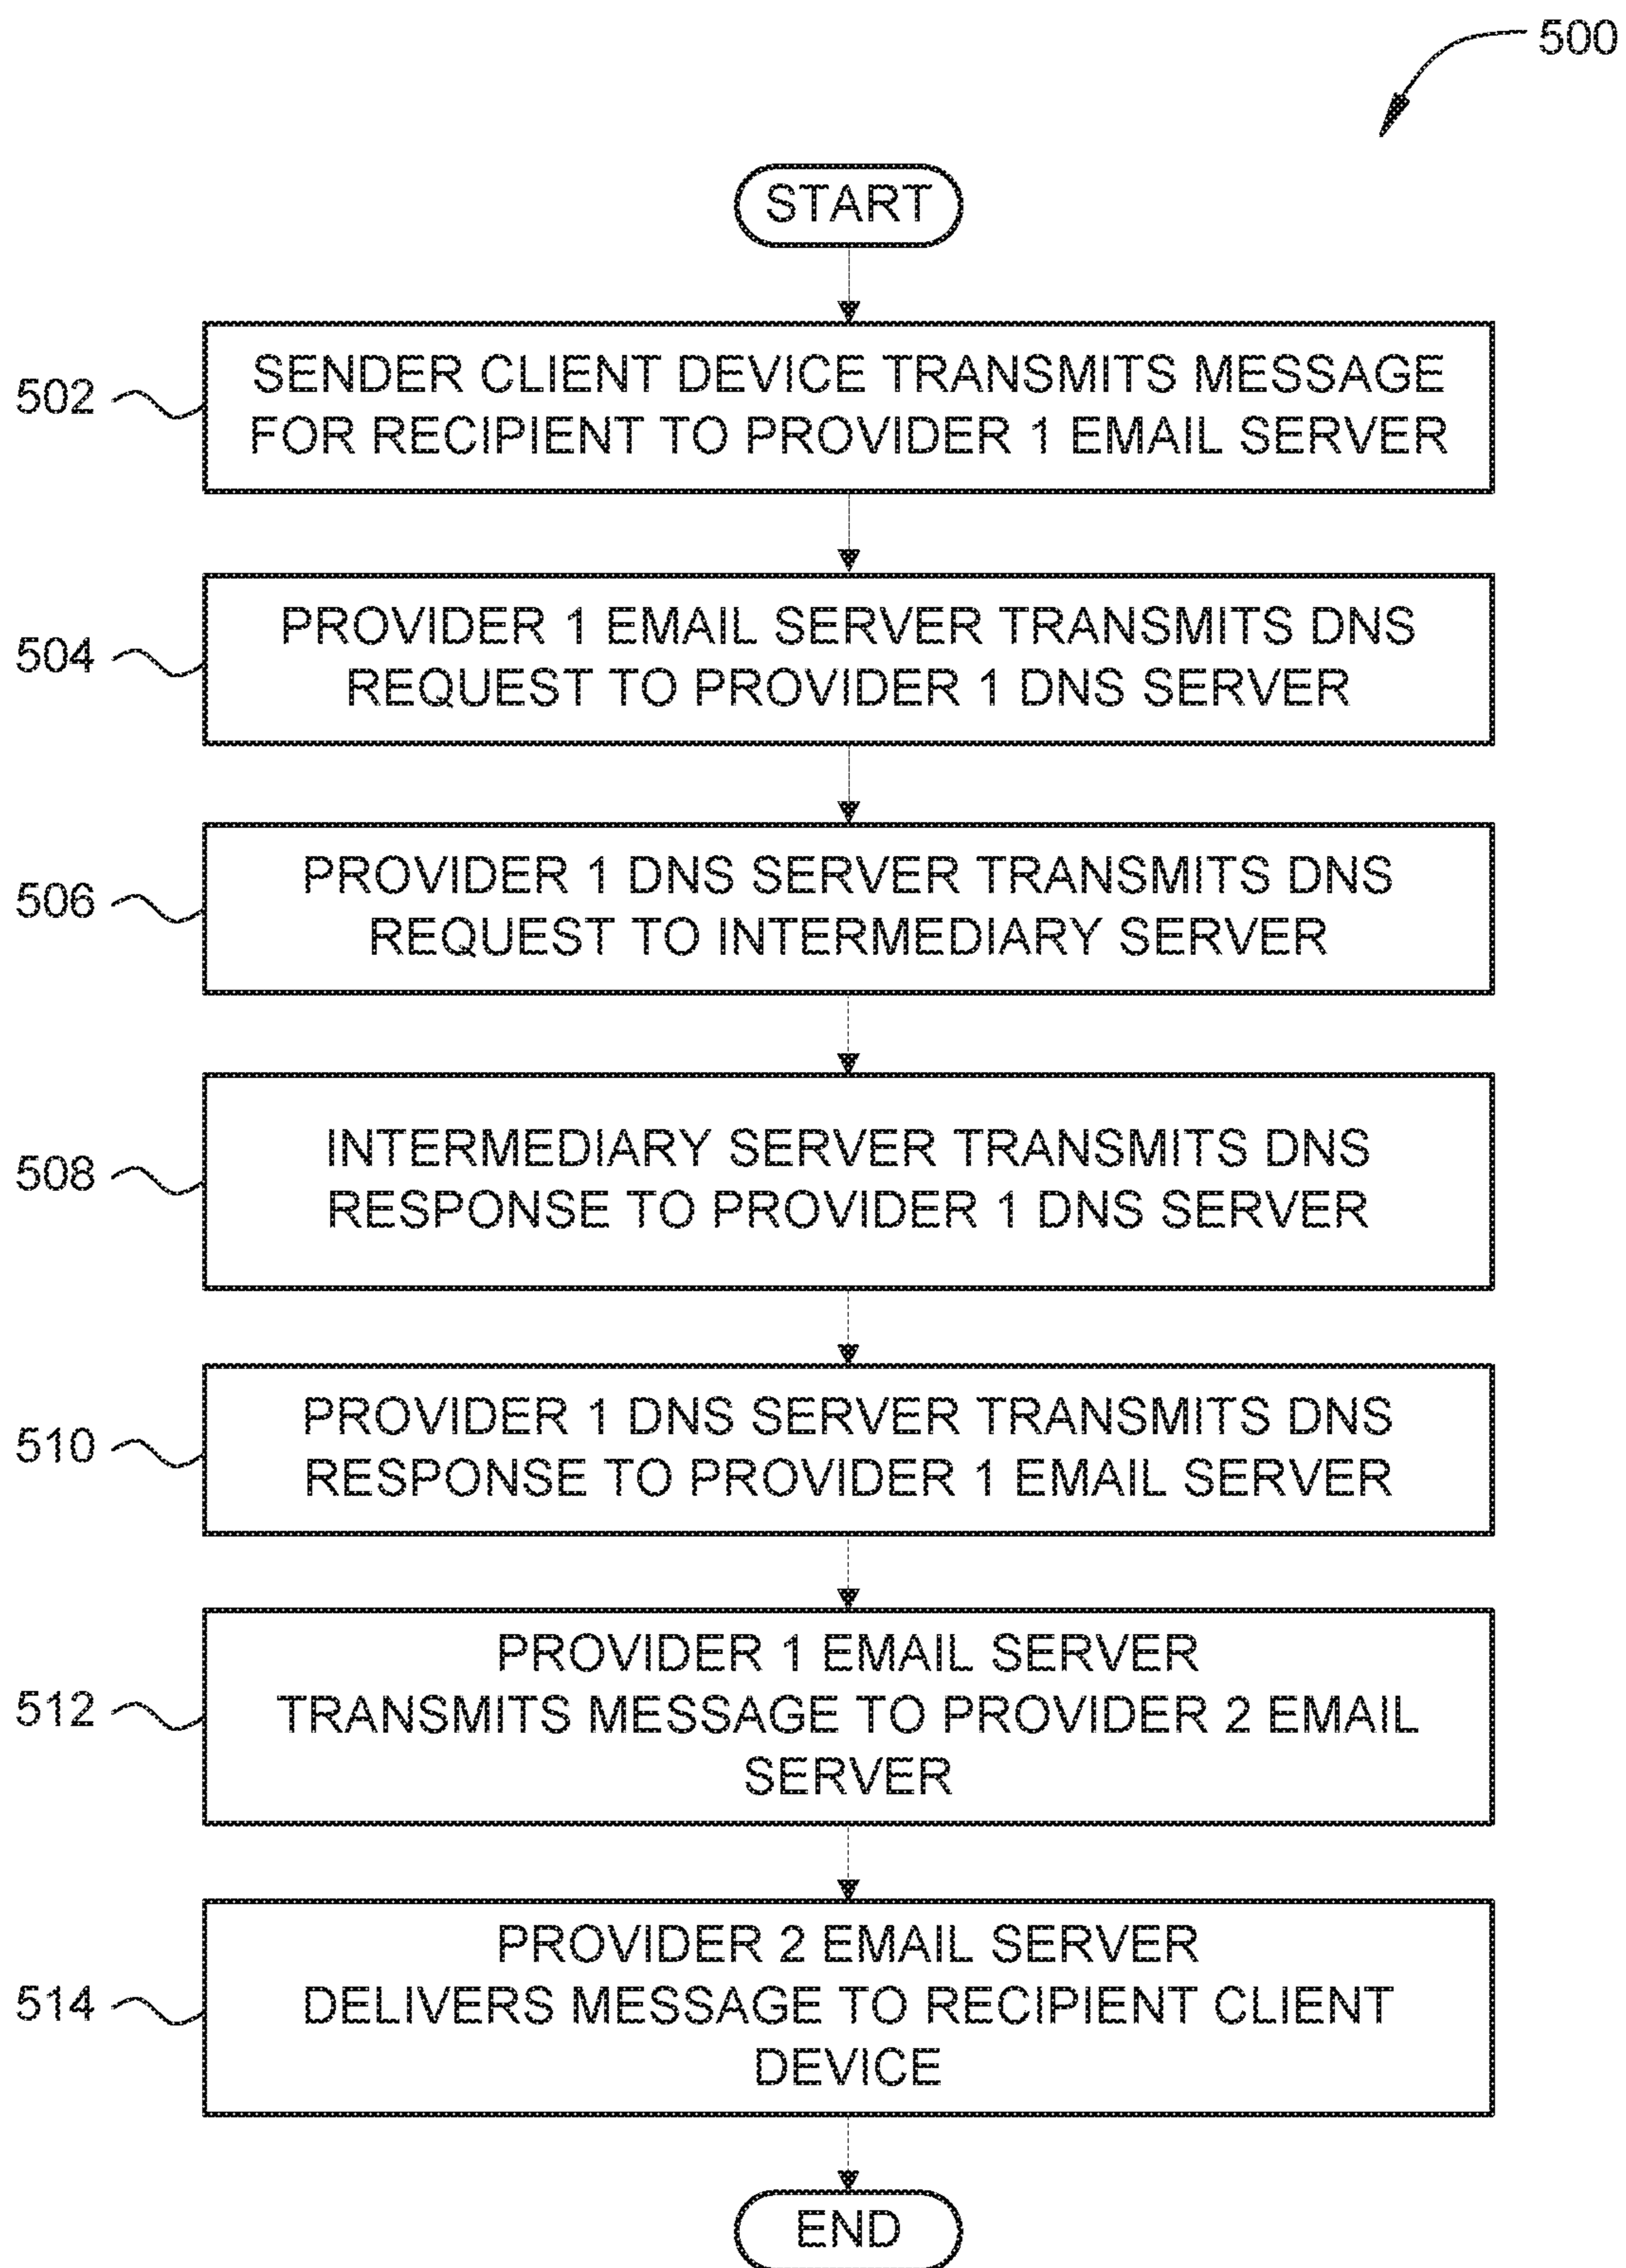 500
START
502
SENDER CLIENT DEVICE TRANSMITS MESSAGE
FOR RECIPIENT TO PROVIDER 1 EMAIL SERVER
504
PROVIDER 1 EMAIL SERVER TRANSMITS DNS
REQUEST TO PROVIDER 1 DNS SERVER
506
PROVIDER 1 DNS SERVER TRANSMITS DNS
REQUEST TO INTERMEDIARY SERVER
508
INTERMEDIARY SERVER TRANSMITS DNS
RESPONSE TO PROVIDER 1 DNS SERVER
510
PROVIDER 1 DNS SERVER TRANSMITS DNS
RESPONSE TO PROVIDER 1 EMAIL SERVER
512
PROVIDER 1 EMAIL SERVER
TRANSMITS MESSAGE TO PROVIDER 2 EMAIL
SERVER
514
PROVIDER 2 EMAIL SERVER
DELIVERS MESSAGE TO RECIPIENT CLIENT
DEVICE
END